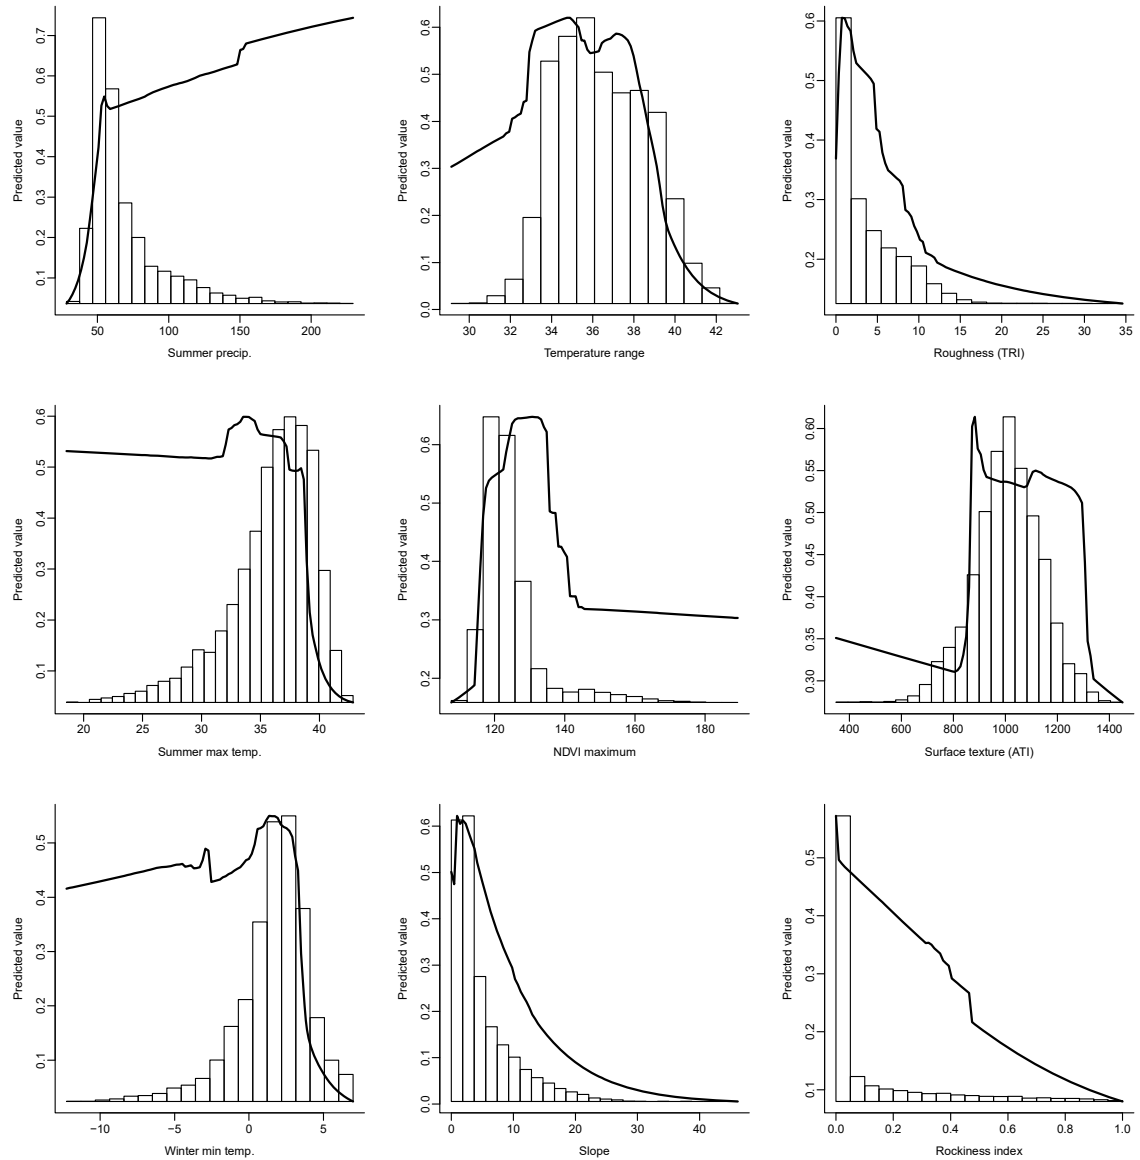 0.7
0.6
0.5
0.4
0.3
0.2
0.1
Predicted value
50 100 150 200
Summer precip.
0.6
0.5
0.4
0.3
0.2
0.1
0.0
Predicted value
30 32 34 36 38 40 42
Temperature range
0.6
0.5
0.4
0.3
0.2
Predicted value
0 5 10 15 20 25 30 35
Roughness (TRI)
0.6
0.5
0.4
0.3
0.2
0.1
Predicted value
20 25 30 35 40
Summer max temp.
0.6
0.5
0.4
0.3
0.2
Predicted value
120 140 160 180
NDVI maximum
0.60
0.55
0.50
0.45
0.40
0.35
0.30
Predicted value
400 600 800 1000 1200 1400
Surface texture (ATI)
0.5
0.4
0.3
0.2
0.1
Predicted value
−10 −5 0 5
Winter min temp.
0.6
0.5
0.4
0.3
0.2
0.1
0.0
Predicted value
0 10 20 30 40
Slope
0.5
0.4
0.3
0.2
0.1
Predicted value
0.0 0.2 0.4 0.6 0.8 1.0
Rockiness index